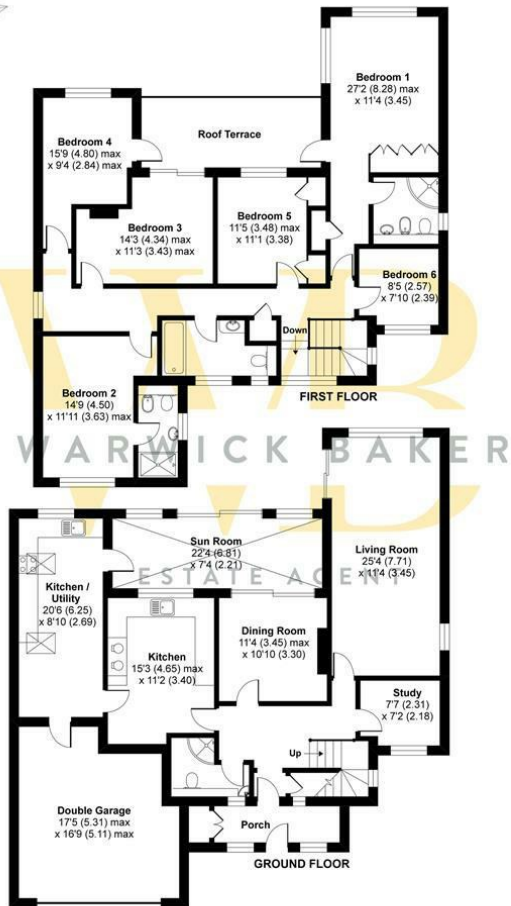 Bedroom 1
27'2 (8.28) max
x 11'4 (3.45)
Bedroom 4
15'9 (4.80) max
x 9'4 (2.84) max
Roof Terrace
Bedroom 3
14'3 (4.34) max
x 11'3 (3.43) max
Bedroom 5
11'5 (3.48) max
x 11'1 (3.38)
Bedroom 6
8'5 (2.57)
x 7'10 (2.39)
Down
Bedroom 2
14'9 (4.50)
x 11'11 (3.63) max
FIRST FLOOR
WARWICK BAKER
ESTATE AGENT
Sun Room
22'4 (6.81)
x 7'4 (2.21)
Living Room
25'4 (7.71)
x 11'4 (3.45)
Kitchen /
Utility
20'6 (6.25)
x 8'10 (2.69)
Kitchen
15'3 (4.65) max
x 11'2 (3.40)
Dining Room
11'4 (3.45) max
x 10'10 (3.30)
Study
7'7 (2.31)
x 7'2 (2.18)
Up
Double Garage
17'5 (5.31) max
x 16'9 (5.11) max
Porch
GROUND FLOOR